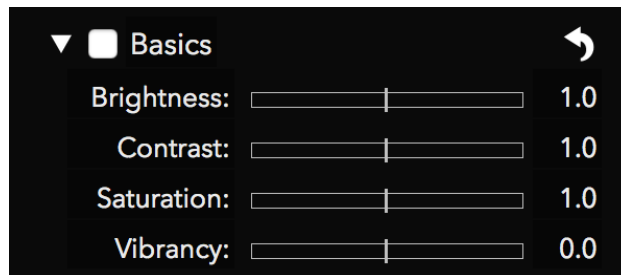 Basics
Brightness: 1.0
Contrast: 1.0
Saturation: 1.0
Vibrancy: 0.0